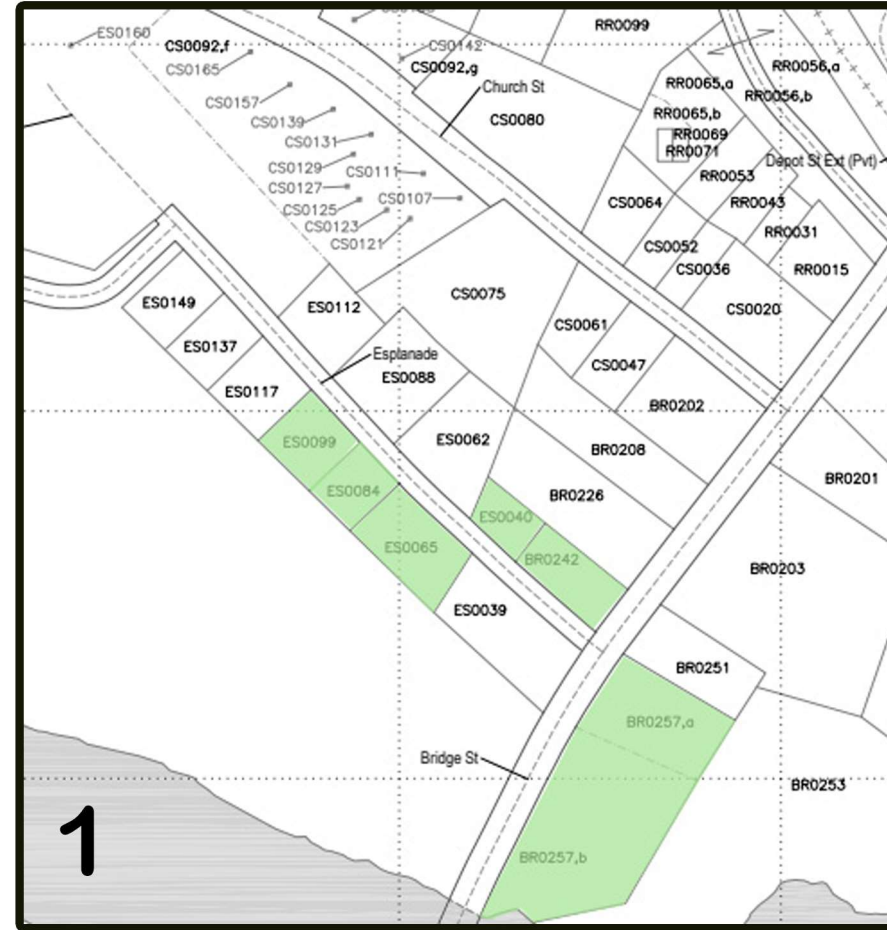 RR0099
ES0160
CS0092,f
CS0142
CS0165
CS0092,g
RR0056,a
RR0065,a
RR0056,b
Church St
CS0157
RR0065,b
CS0139
CS0080
CS0131
RR0069
RR0071
Depot St Ext (Pvt)
CS0129
CS0111
RR0053
CS0127
CS0107
CS0064
RR0043
CS0125
CS0123
RR0031
CS0121
CS0052
CS0036
RR0015
CS0075
ES0149
ES0112
CS0020
CS0061
ES0137
Esplanade
CS0047
ES0088
ES0117
BR0202
ES0099
ES0062
BR0208
BR0201
ES0084
BR0226
ES0040
ES0065
BR0242
BR0203
ES0039
BR0251
BR0257,a
Bridge St
BR0253
1
BR0257,b